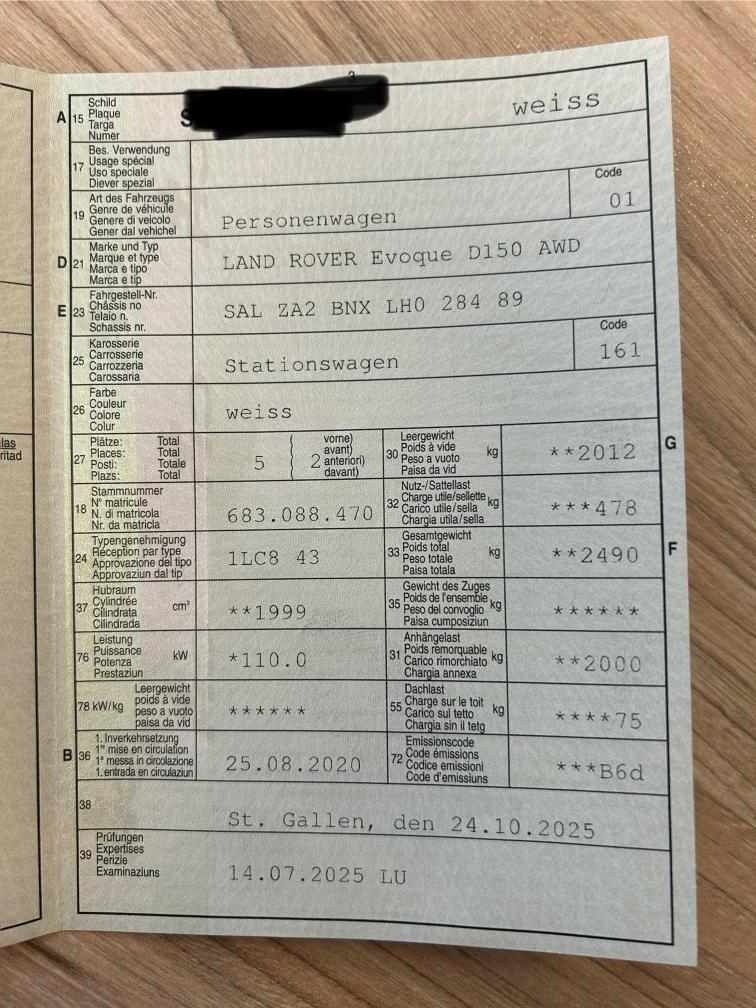 3
A 15 Schild
Plaque
Targa
Numer
S
weiss
17 Bes. Verwendung
Usage spécial
Uso speciale
Diever spezial
19 Art des Fahrzeugs
Genre de véhicule
Genere di veicolo
Gener dal vehichel
Personenwagen
Code
01
D 21 Marke und Typ
Marque et type
Marca e tipo
Marca e tip
LAND ROVER Evoque D150 AWD
E 23 Fahrgestell-Nr.
Châssis no
Telaio n.
Schassis nr.
SAL ZA2 BNX LH0 284 89
25 Karosserie
Carrosserie
Carrozzeria
Carossaria
Stationswagen
Code
161
26 Farbe
Couleur
Colore
Colur
weiss
27 Plätze: Total
Places: Total
Posti: Totale
Plazs: Total
5
2
vorne)
avant)
anteriori)
davant)
30 Leergewicht
Poids à vide
Peso a vuoto
Paisa da vid
kg
**2012
G
18 Stammnummer
N° matricule
N. di matricola
Nr. da matricla
683.088.470
32 Nutz-/Sattellast
Charge utile/sellette
Carico utile/sella
Chargia utila/sella
kg
***478
24 Typengenehmigung
Réception par type
Approvazione del tipo
Approvaziun dal tip
1LC8 43
33 Gesamtgewicht
Poids total
Peso totale
Paisa totala
kg
**2490
F
37 Hubraum
Cylindrée
Cilindrata
Cilindrada
cm³
**1999
35 Gewicht des Zuges
Poids de l'ensemble
Peso del convoglio
Paisa cumposiziun
kg
******
76 Leistung
Puissance
Potenza
Prestaziun
kW
*110.0
31 Anhängelast
Poids remorquable
Carico rimorchiato
Chargia annexa
kg
**2000
78 kW/kg
Leergewicht
poids à vide
peso a vuoto
paisa da vid
******
55 Dachlast
Charge sur le toit
Carico sul tetto
Chargia sin il tetg
kg
****75
B 36 1. Inverkehrsetzung
1re mise en circulation
1a messa in circolazione
1. entrada en circulaziun
25.08.2020
72 Emissionscode
Code émissions
Codice emissioni
Code d'emissiuns
***B6d
38
St. Gallen, den 24.10.2025
39 Prüfungen
Expertises
Perizie
Examinaziuns
14.07.2025 LU
las
ritad